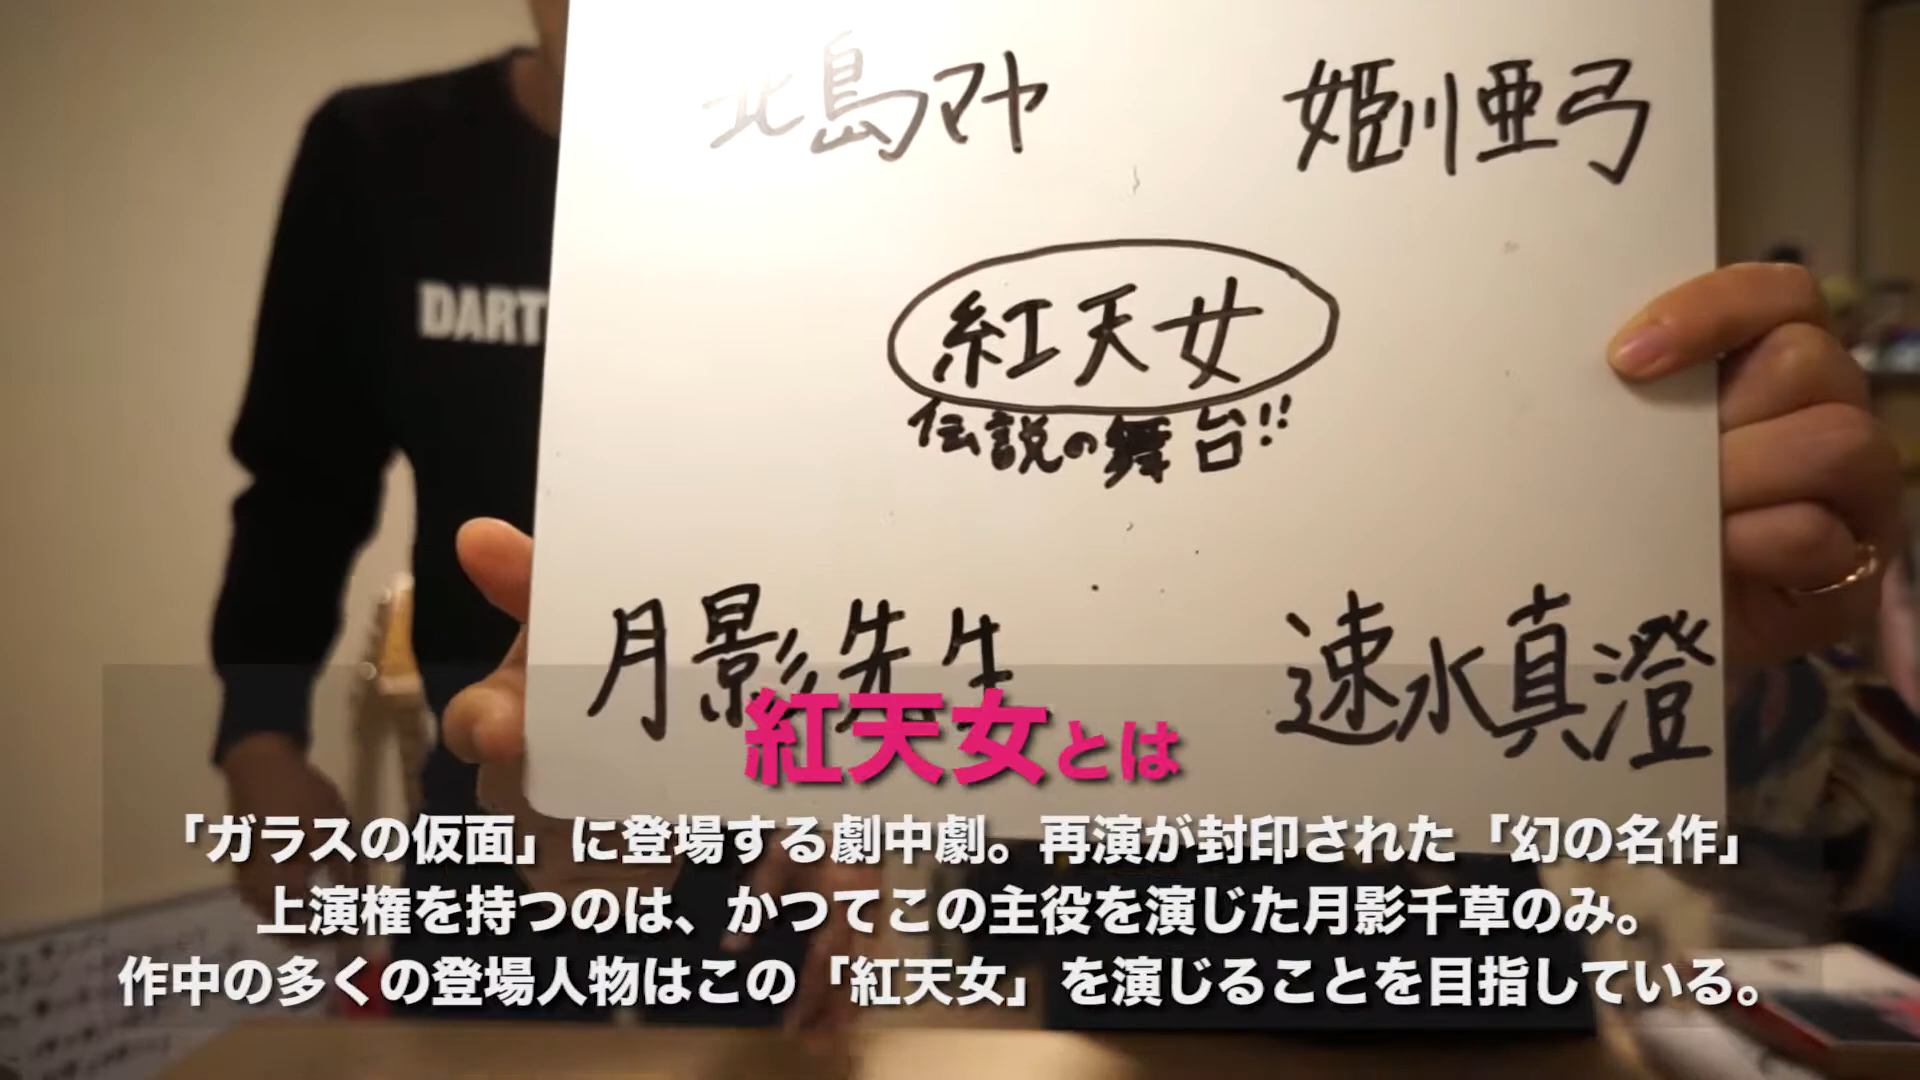 北島マヤ
姫川亜弓
DART
紅天女
伝説の舞台!!
月影先生
速水真澄
紅天女とは
「ガラスの仮面」に登場する劇中劇。再演が封印された「幻の名作」
上演権を持つのは、かつてこの主役を演じた月影千草のみ。
作中の多くの登場人物はこの「紅天女」を演じることを目指している。